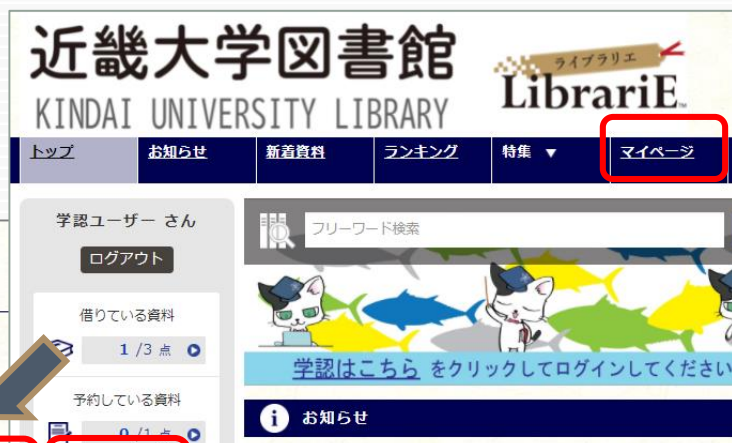 近畿大学図書館
KINDAI UNIVERSITY LIBRARY
ライブラリエ
LibrariE
トップ お知らせ 新着資料 ランキング 特集 ▼ マイページ
学認ユーザー さん
ログアウト
フリーワード検索
借りている資料
1 /3 点
学認はこちら をクリックしてログインしてください
予約している資料
0 /1 点
i お知らせ